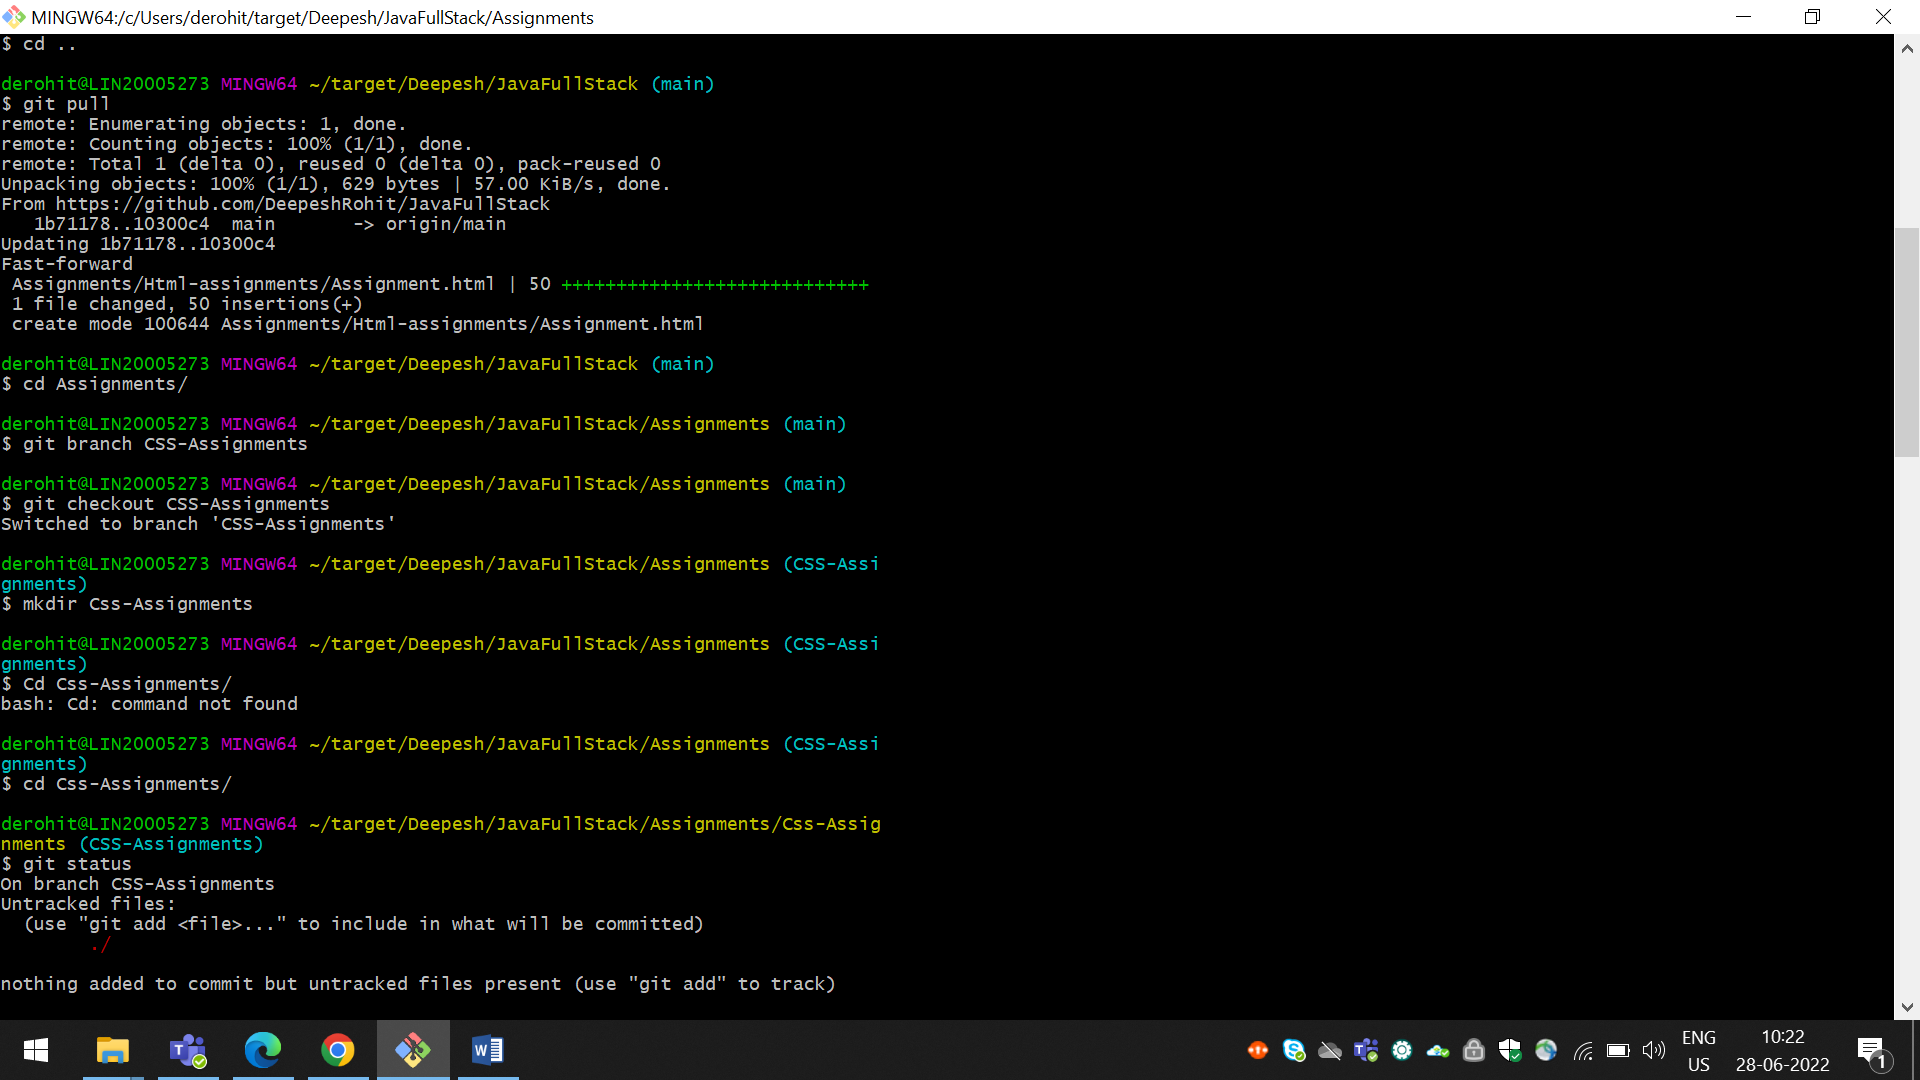 MINGW64:/c/Users/derohit/target/Deepesh/JavaFullStack/Assignments
$ cd ..
derohit@LIN20005273 MINGW64 ~/target/Deepesh/JavaFullStack (main)
$ git pull
remote: Enumerating objects: 1, done.
remote: Counting objects: 100% (1/1), done.
remote: Total 1 (delta 0), reused 0 (delta 0), pack-reused 0
Unpacking objects: 100% (1/1), 629 bytes | 57.00 KiB/s, done.
From https://github.com/DeepeshRohit/JavaFullStack
   1b71178..10300c4  main       -> origin/main
Updating 1b71178..10300c4
Fast-forward
 Assignments/Html-assignments/Assignment.html | 50 ++++++++++++++++++++++++++++
 1 file changed, 50 insertions(+)
 create mode 100644 Assignments/Html-assignments/Assignment.html
derohit@LIN20005273 MINGW64 ~/target/Deepesh/JavaFullStack (main)
$ cd Assignments/
derohit@LIN20005273 MINGW64 ~/target/Deepesh/JavaFullStack/Assignments (main)
$ git branch CSS-Assignments
derohit@LIN20005273 MINGW64 ~/target/Deepesh/JavaFullStack/Assignments (main)
$ git checkout CSS-Assignments
Switched to branch 'CSS-Assignments'
derohit@LIN20005273 MINGW64 ~/target/Deepesh/JavaFullStack/Assignments (CSS-Assi
gnments)
$ mkdir Css-Assignments
derohit@LIN20005273 MINGW64 ~/target/Deepesh/JavaFullStack/Assignments (CSS-Assi
gnments)
$ Cd Css-Assignments/
bash: Cd: command not found
derohit@LIN20005273 MINGW64 ~/target/Deepesh/JavaFullStack/Assignments (CSS-Assi
gnments)
$ cd Css-Assignments/
derohit@LIN20005273 MINGW64 ~/target/Deepesh/JavaFullStack/Assignments/Css-Assig
nments (CSS-Assignments)
$ git status
On branch CSS-Assignments
Untracked files:
  (use "git add <file>..." to include in what will be committed)
        ./
nothing added to commit but untracked files present (use "git add" to track)
ENG
US
10:22
28-06-2022
1